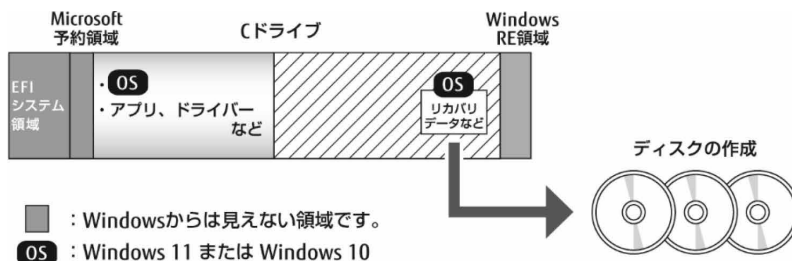 Microsoft
予約領域
Cドライブ
Windows
RE領域
EFI
システム
領域
・OS
・アプリ、ドライバー
など
OS
リカバリ
データなど
ディスクの作成
：Windowsからは見えない領域です。
OS：Windows 11 または Windows 10